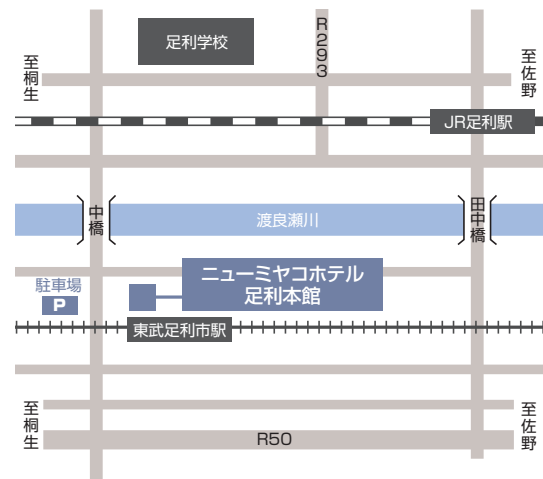 足利学校
R293
至桐生
至佐野
JR足利駅
中橋
渡良瀬川
田中橋
ニューミヤコホテル
足利本館
駐車場
P
東武足利市駅
至桐生
至佐野
R50